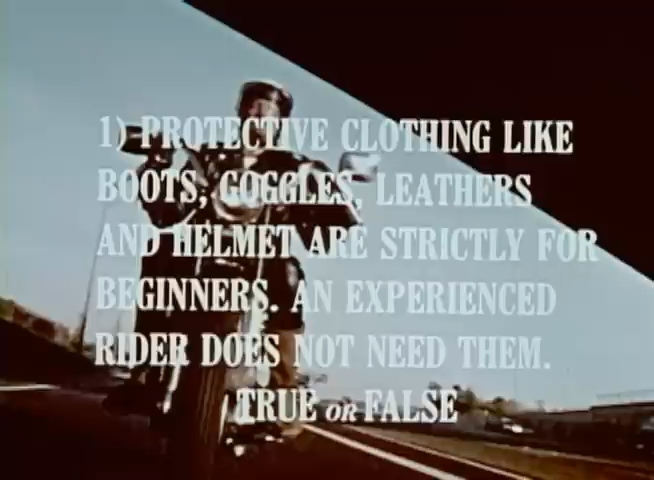 1) PROTECTIVE CLOTHING LIKE
BOOTS, GOGGLES, LEATHERS
AND HELMET ARE STRICTLY FOR
BEGINNERS. AN EXPERIENCED
RIDER DOES NOT NEED THEM.
TRUE OR FALSE